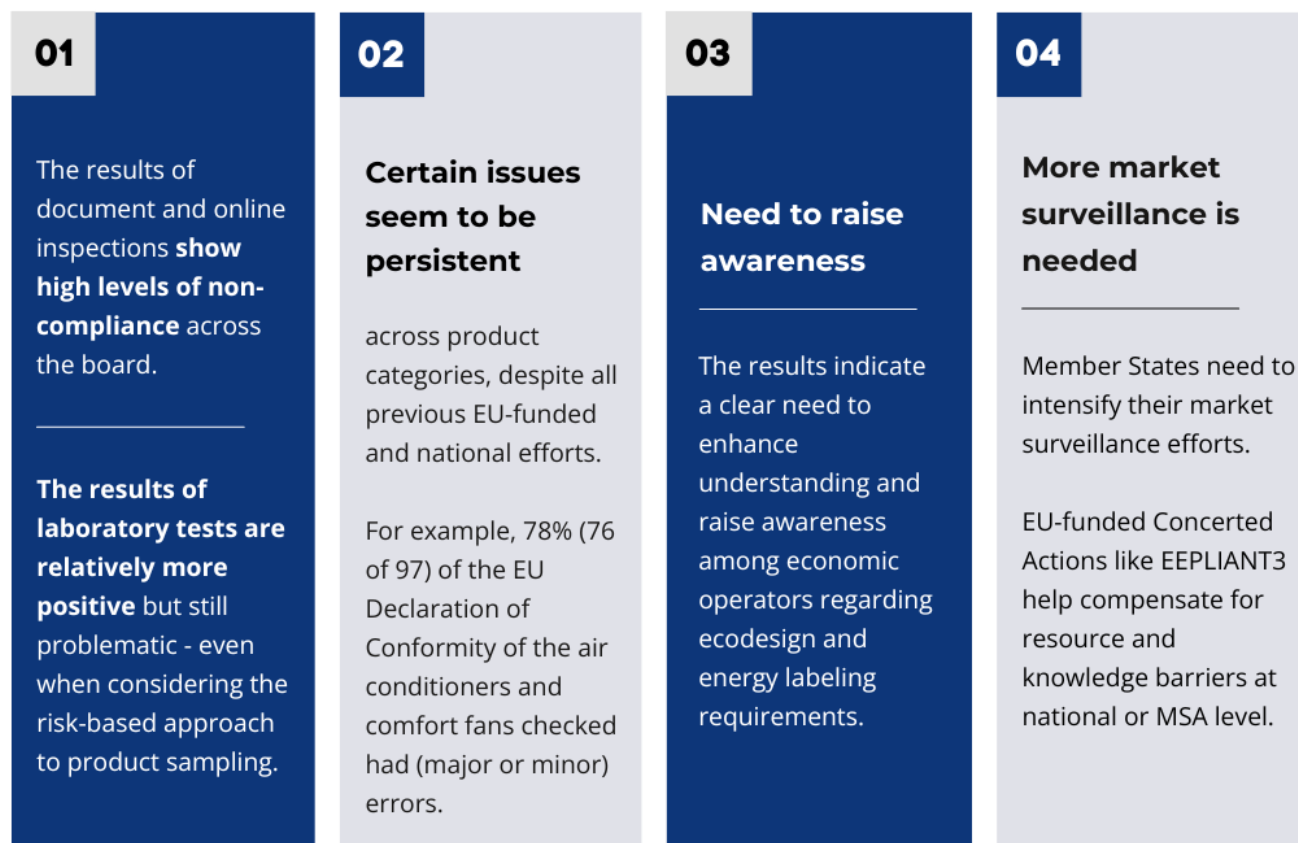 01
The results of
document and online
inspections show
high levels of non-
compliance across
the board.
The results of
laboratory tests are
relatively more
positive but still
problematic - even
when considering the
risk-based approach
to product sampling.
02
Certain issues
seem to be
persistent
across product
categories, despite all
previous EU-funded
and national efforts.
For example, 78% (76
of 97) of the EU
Declaration of
Conformity of the air
conditioners and
comfort fans checked
had (major or minor)
errors.
03
Need to raise
awareness
The results indicate
a clear need to
enhance
understanding and
raise awareness
among economic
operators regarding
ecodesign and
energy labeling
requirements.
04
More market
surveillance is
needed
Member States need to
intensify their market
surveillance efforts.
EU-funded Concerted
Actions like EEPLIANT3
help compensate for
resource and
knowledge barriers at
national or MSA level.